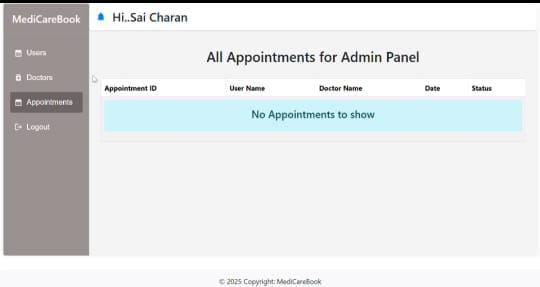 MediCareBook
Hi..Sai Charan
Users
Doctors
Appointments
Logout
All Appointments for Admin Panel
Appointment ID User Name Doctor Name Date Status
No Appointments to show
© 2025 Copyright: MediCareBook